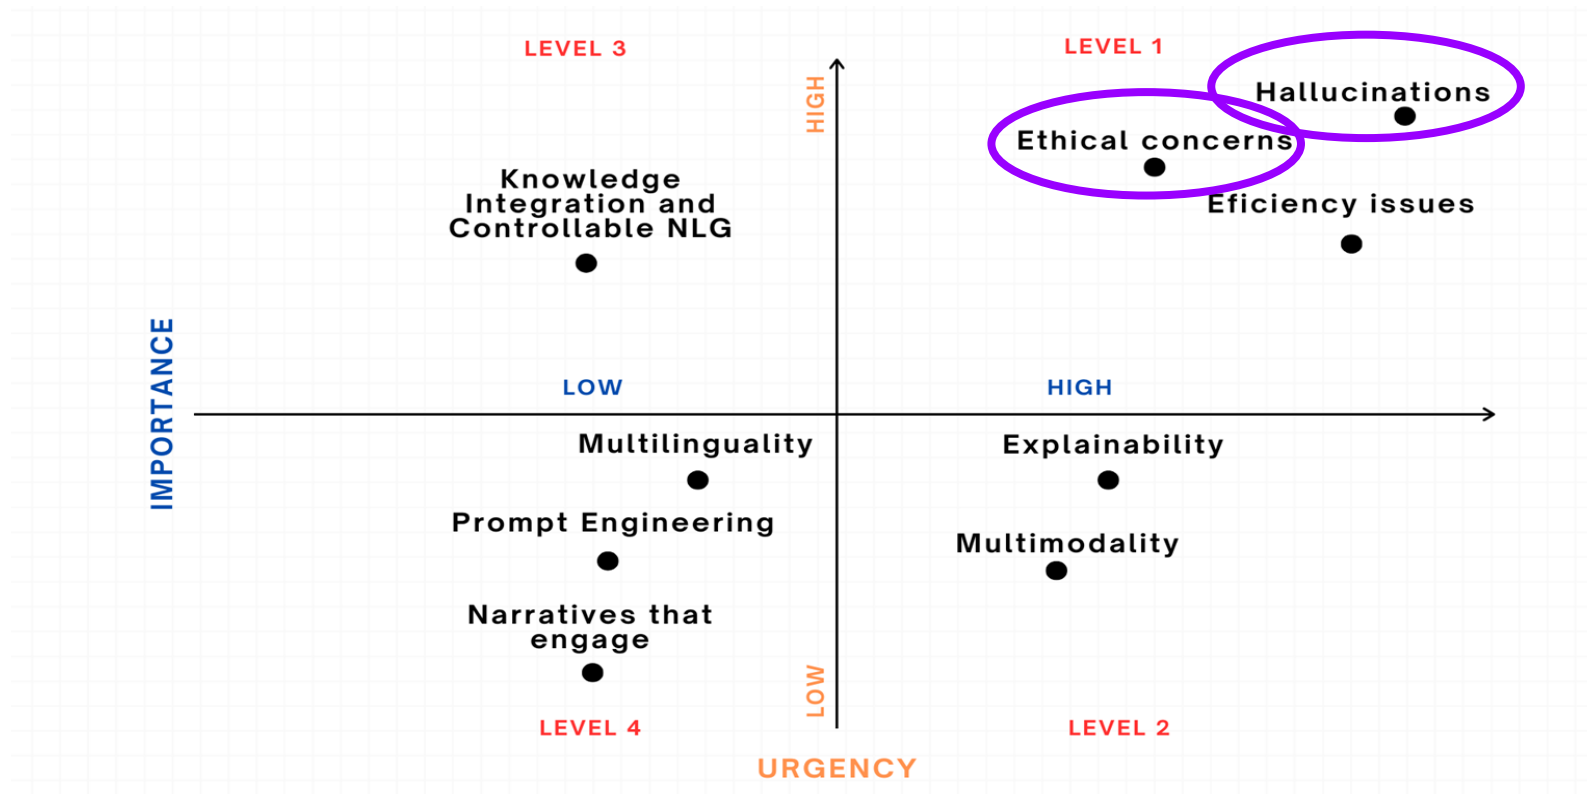 LEVEL 3
LEVEL 1
HIGH
Hallucinations
Ethical concerns
Knowledge
Integration and
Controllable NLG
Eficiency issues
IMPORTANCE
LOW
HIGH
Multilinguality
Explainability
Prompt Engineering
Multimodality
Narratives that
engage
LOW
LEVEL 4
LEVEL 2
URGENCY